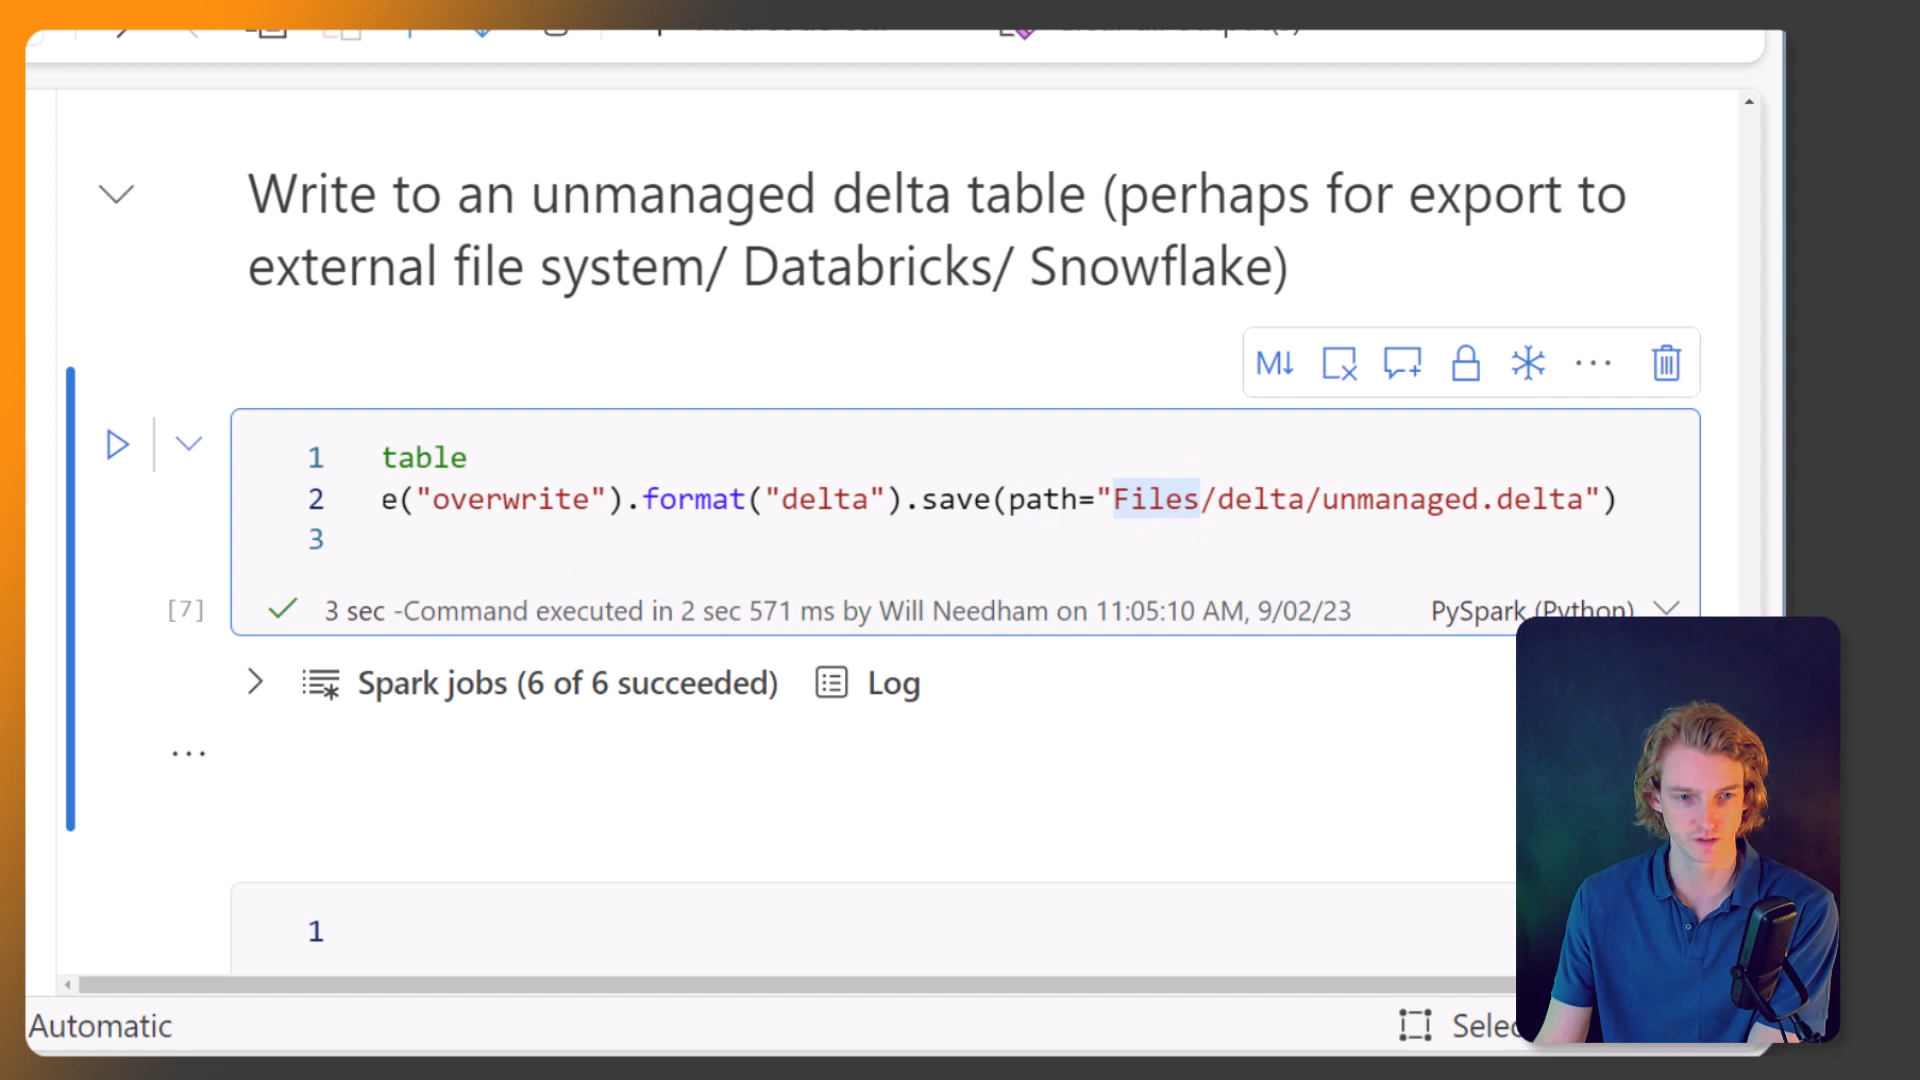 Write to an unmanaged delta table (perhaps for export to
external file system/ Databricks/ Snowflake)
M↓
1 table
2 e("overwrite").format("delta").save(path="Files/delta/unmanaged.delta")
3
[7] 3 sec -Command executed in 2 sec 571 ms by Will Needham on 11:05:10 AM, 9/02/23 PySpark (Python)
Spark jobs (6 of 6 succeeded) Log
1
Automatic